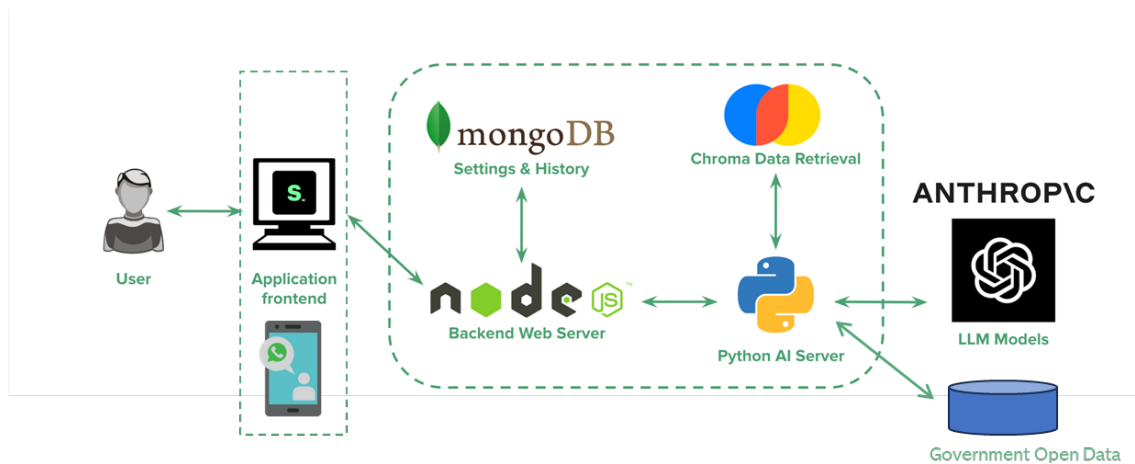 mongoDB
Settings & History
Chroma Data Retrieval
ANTHROP\C
S.
User
Application
frontend
node
JS
™
Backend Web Server
Python AI Server
LLM Models
Government Open Data